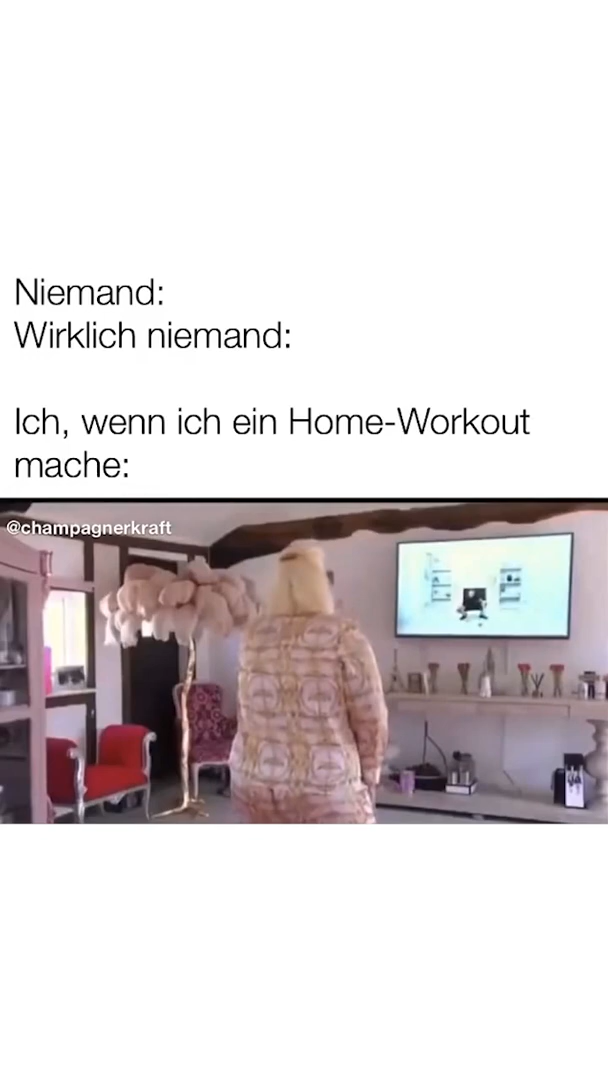 Niemand:
Wirklich niemand:
Ich, wenn ich ein Home-Workout
mache:
@champagnerkraft